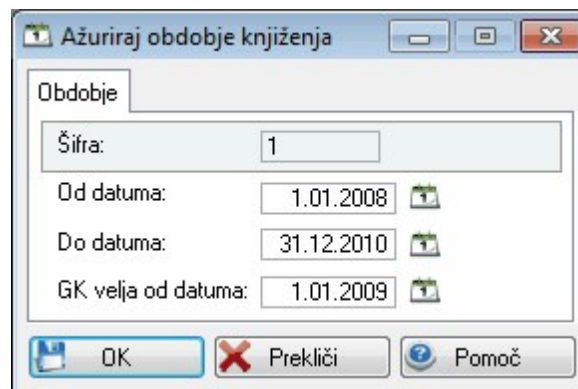 Ažuriraj obdobje knjiženja
Obdobje
Šifra: 1
Od datuma: 1.01.2008
Do datuma: 31.12.2010
GK velja od datuma: 1.01.2009
OK Prekliči Pomoč